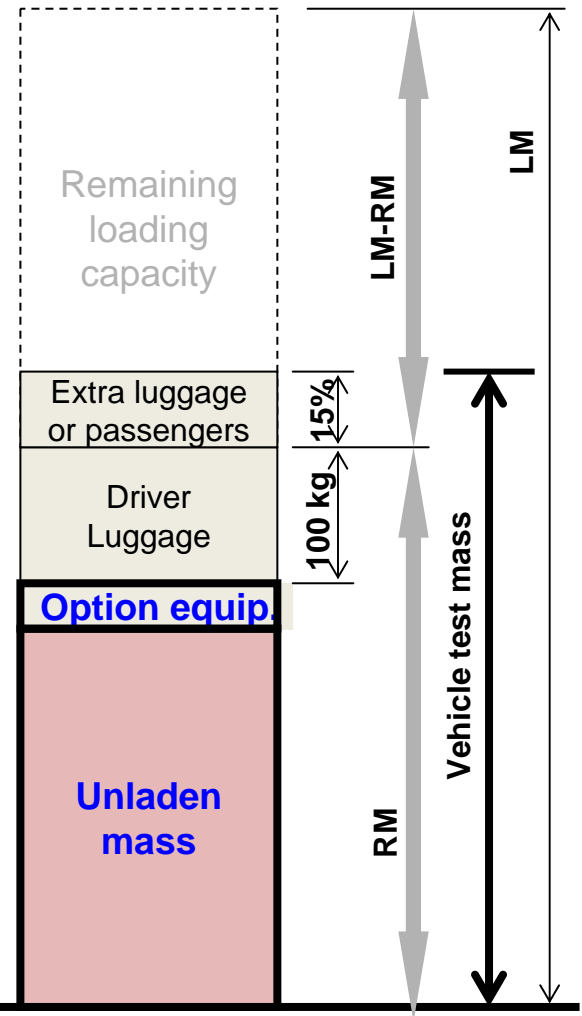 Remaining
loading
capacity
Extra luggage
or passengers
Driver
Luggage
Option equip.
Unladen
mass
15%
100 kg
LM-RM
RM
Vehicle test mass
LM